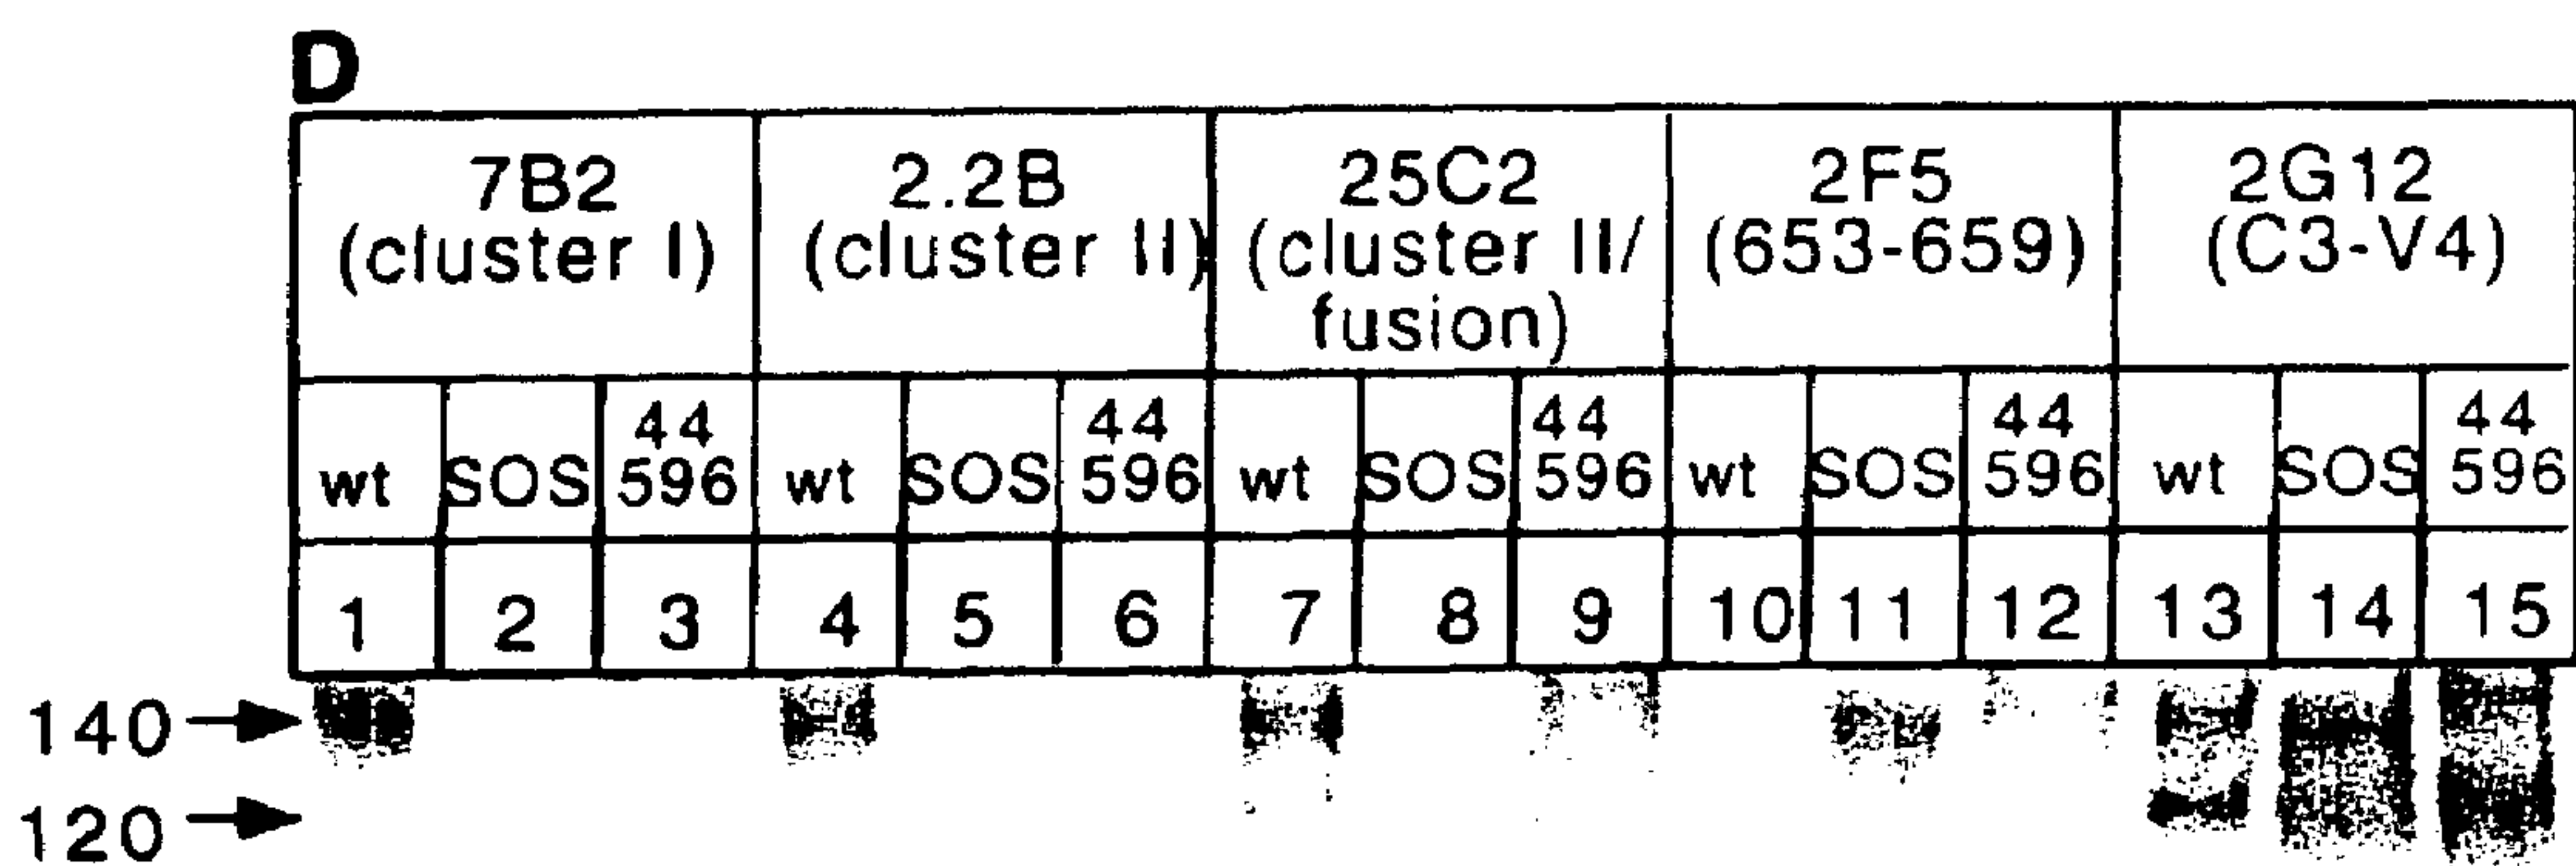 D
7B2 2.2B 25C2 2F5 2G12
(cluster I) (cluster II) (cluster II/ (653-659) (C3-V4)
fusion)
44 44 44 44 44
wt SOS 596 wt SOS 596 wt SOS 596 wt SOS 596 wt SOS 596
1 2 3 4 5 6 7 8 9 10 11 12 13 14 15
140
120